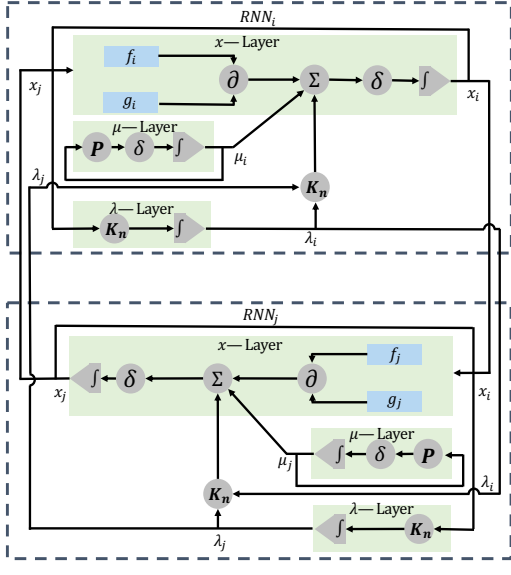 RNN_i
x— Layer
f_i
∂ Σ δ ∫
x_j x_i
g_i
μ— Layer
P δ ∫ μ_i
λ_j K_n
λ— Layer
K_n ∫
λ_i
RNN_j
x— Layer
f_j
∫ δ Σ ∂
x_j x_i
g_j
μ— Layer
μ_j ∫ δ P
K_n λ_i
λ— Layer
∫ K_n
λ_j